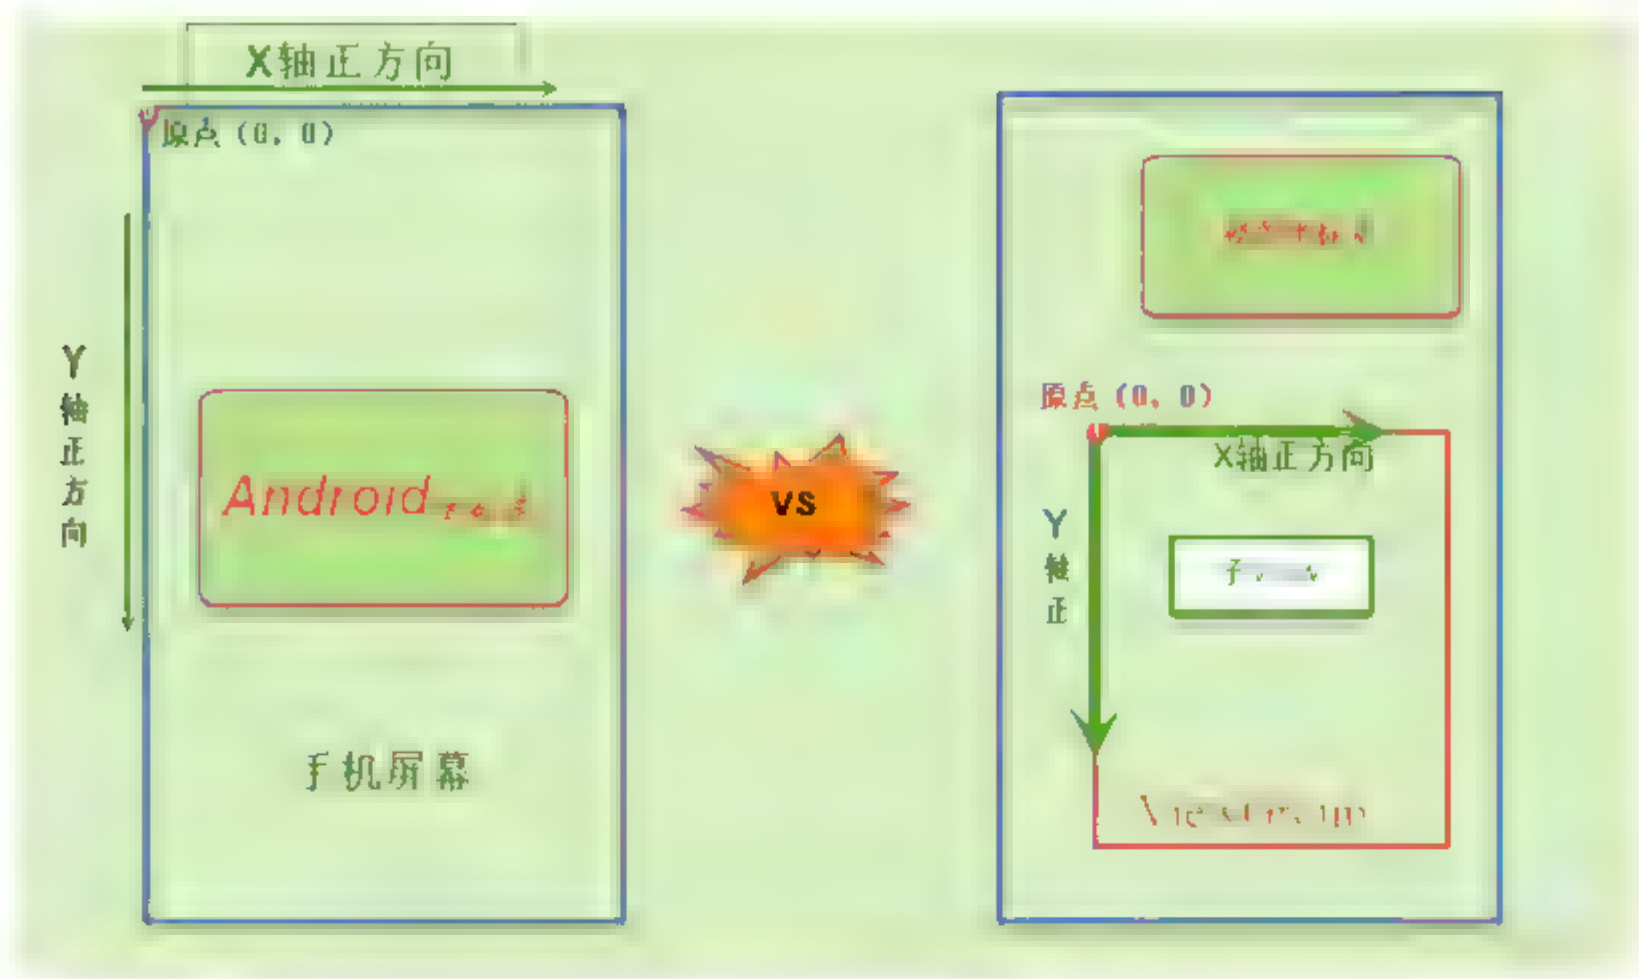 X轴正方向
原点 (0, 0)
Y
轴
正
方
向
Android
手机屏幕
VS
原点 (0, 0)
X轴正方向
Y
轴
正
子